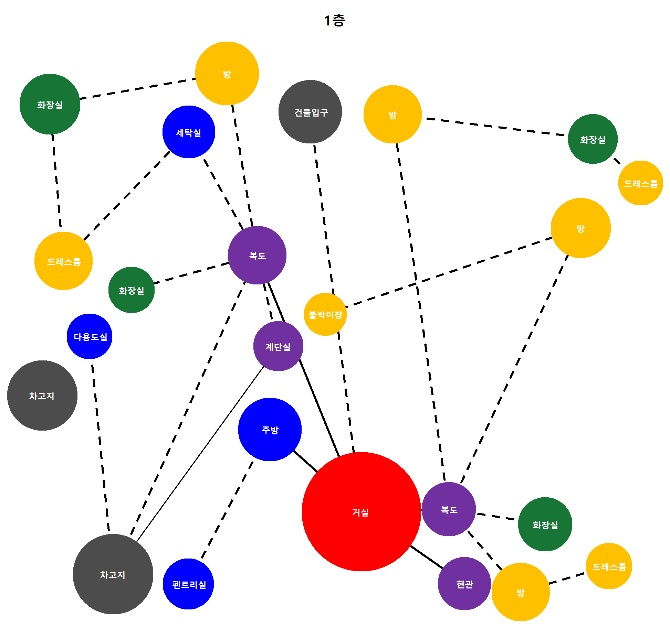 1층
방
화장실
건물입구
방
세탁실
화장실
드레스룸
방
복도
드레스룸
화장실
붙박이장
다용도실
계단실
차고지
주방
복도
거실
화장실
드레스룸
차고지
펜트리실
현관
방